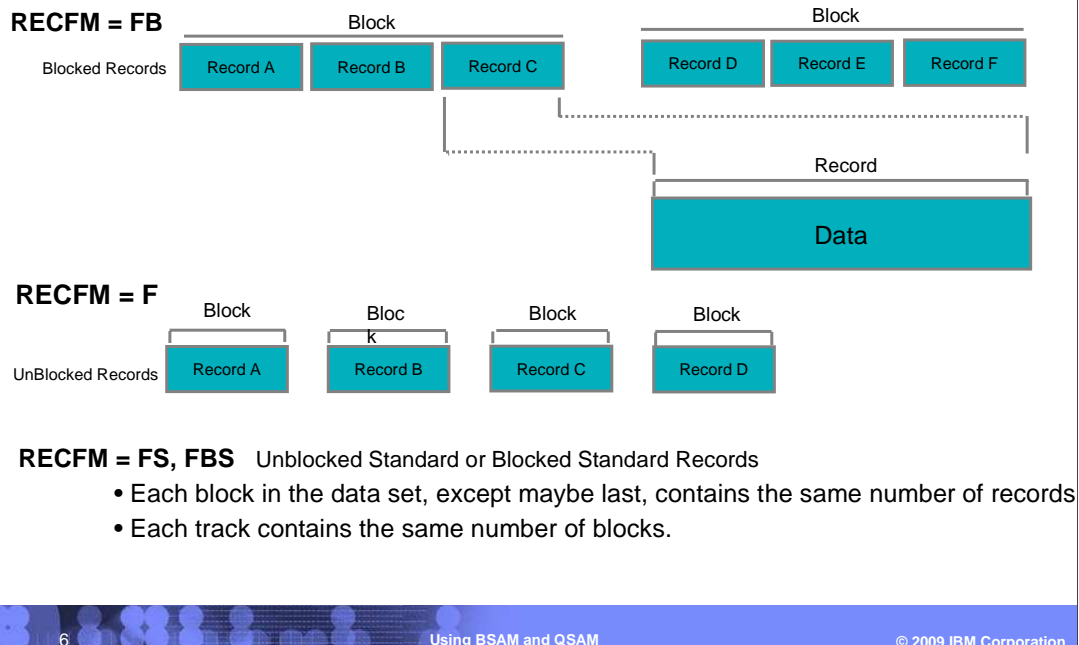 RECFM = FB
Block
Block
Blocked Records
Record A
Record B
Record C
Record D
Record E
Record F
Record
Data
RECFM = F
Block
Bloc
k
Block
Block
UnBlocked Records
Record A
Record B
Record C
Record D
RECFM = FS, FBS Unblocked Standard or Blocked Standard Records
• Each block in the data set, except maybe last, contains the same number of records
• Each track contains the same number of blocks.
6
Using BSAM and QSAM
© 2009 IBM Corporation